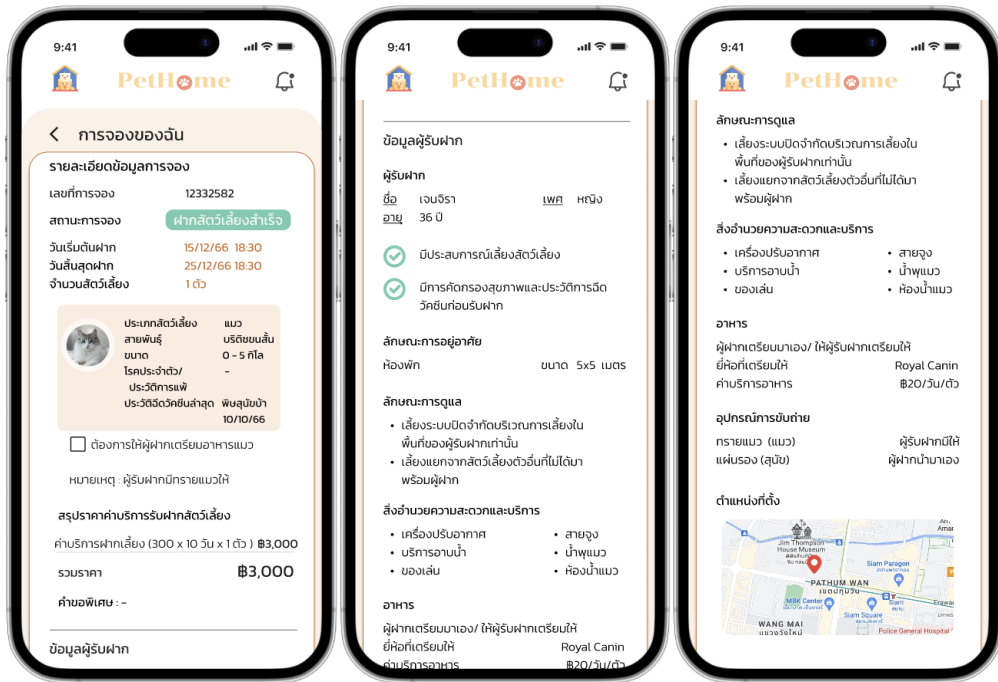 9:41
PetHome
การจองของฉัน
รายละเอียดข้อมูลการจอง
เลขที่การจอง 12332582
สถานะการจอง ฝากสัตว์เลี้ยงสำเร็จ
วันเริ่มต้นฝาก 15/12/66 18:30
วันสิ้นสุดฝาก 25/12/66 18:30
จำนวนสัตว์เลี้ยง 1 ตัว
ประเภทสัตว์เลี้ยง แมว
สายพันธุ์ บริติชขนสั้น
ขนาด 0 - 5 กิโล
โรคประจำตัว/ -
ประวัติการแพ้
ประวัติฉีดวัคซีนล่าสุด พิษสุนัขบ้า
10/10/66
ต้องการให้ผู้ฝากเตรียมอาหารแมว
หมายเหตุ : ผู้รับฝากมีทรายแมวให้
สรุปราคาค่าบริการรับฝากสัตว์เลี้ยง
ค่าบริการฝากเลี้ยง (300 x 10 วัน x 1 ตัว ) ฿3,000
รวมราคา ฿3,000
คำขอพิเศษ : -
ข้อมูลผู้รับฝาก
9:41
PetHome
ข้อมูลผู้รับฝาก
ผู้รับฝาก
ชื่อ เจนจิรา เพศ หญิง
อายุ 36 ปี
มีประสบการณ์เลี้ยงสัตว์เลี้ยง
มีการคัดกรองสุขภาพและประวัติการฉีด
วัคซีนก่อนรับฝาก
ลักษณะการอยู่อาศัย
ห้องพัก ขนาด 5x5 เมตร
ลักษณะการดูแล
• เลี้ยงระบบปิดจำกัดบริเวณการเลี้ยงใน
พื้นที่ของผู้รับฝากเท่านั้น
• เลี้ยงแยกจากสัตว์เลี้ยงตัวอื่นที่ไม่ได้มา
พร้อมผู้ฝาก
สิ่งอำนวยความสะดวกและบริการ
• เครื่องปรับอากาศ • สายจูง
• บริการอาบน้ำ • น้ำพุแมว
• ของเล่น • ห้องน้ำแมว
อาหาร
ผู้ฝากเตรียมมาเอง/ ให้ผู้รับฝากเตรียมให้
ยี่ห้อที่เตรียมให้ Royal Canin
ค่าบริการอาหาร ฿20/วัน/ตัว
9:41
PetHome
ลักษณะการดูแล
• เลี้ยงระบบปิดจำกัดบริเวณการเลี้ยงใน
พื้นที่ของผู้รับฝากเท่านั้น
• เลี้ยงแยกจากสัตว์เลี้ยงตัวอื่นที่ไม่ได้มา
พร้อมผู้ฝาก
สิ่งอำนวยความสะดวกและบริการ
• เครื่องปรับอากาศ • สายจูง
• บริการอาบน้ำ • น้ำพุแมว
• ของเล่น • ห้องน้ำแมว
อาหาร
ผู้ฝากเตรียมมาเอง/ ให้ผู้รับฝากเตรียมให้
ยี่ห้อที่เตรียมให้ Royal Canin
ค่าบริการอาหาร ฿20/วัน/ตัว
อุปกรณ์การขับถ่าย
ทรายแมว (แมว) ผู้รับฝากมีให้
แผ่นรอง (สุนัข) ผู้ฝากนำมาเอง
ตำแหน่งที่ตั้ง
Jim Thompson
House Museum
Siam Paragon
PATHUM WAN
เขตปทุมวัน
MBK Center
Siam
Siam Square
WANG MAI
แขวงวังใหม่
Police General Hospital